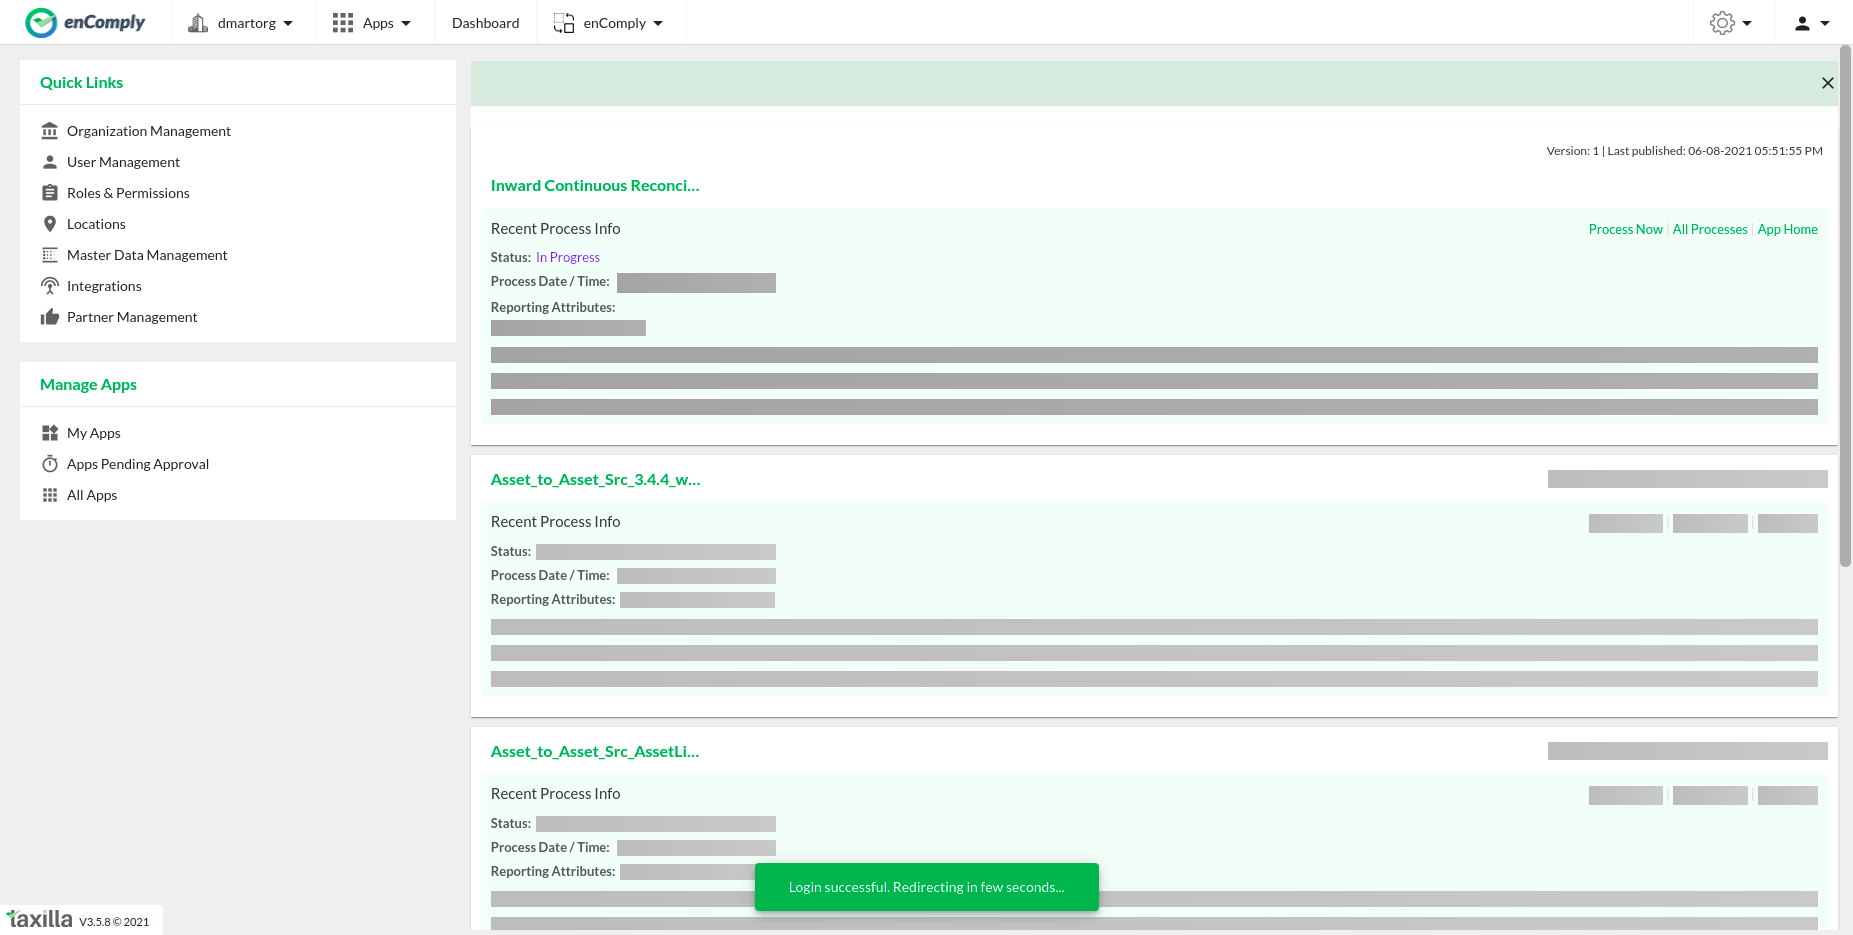 enComply
dmartorg
Apps
Dashboard
enComply
Quick Links
Organization Management
User Management
Roles & Permissions
Locations
Master Data Management
Integrations
Partner Management
Manage Apps
My Apps
Apps Pending Approval
All Apps
Version: 1 | Last published: 06-08-2021 05:51:55 PM
Inward Continuous Reconci...
Recent Process Info
Process Now | All Processes | App Home
Status: In Progress
Process Date / Time:
Reporting Attributes:
Asset_to_Asset_Src_3.4.4_w...
Recent Process Info
Status:
Process Date / Time:
Reporting Attributes:
Asset_to_Asset_Src_AssetLi...
Recent Process Info
Status:
Process Date / Time:
Reporting Attributes:
Login successful. Redirecting in few seconds...
taxilla V3.5.8 © 2021